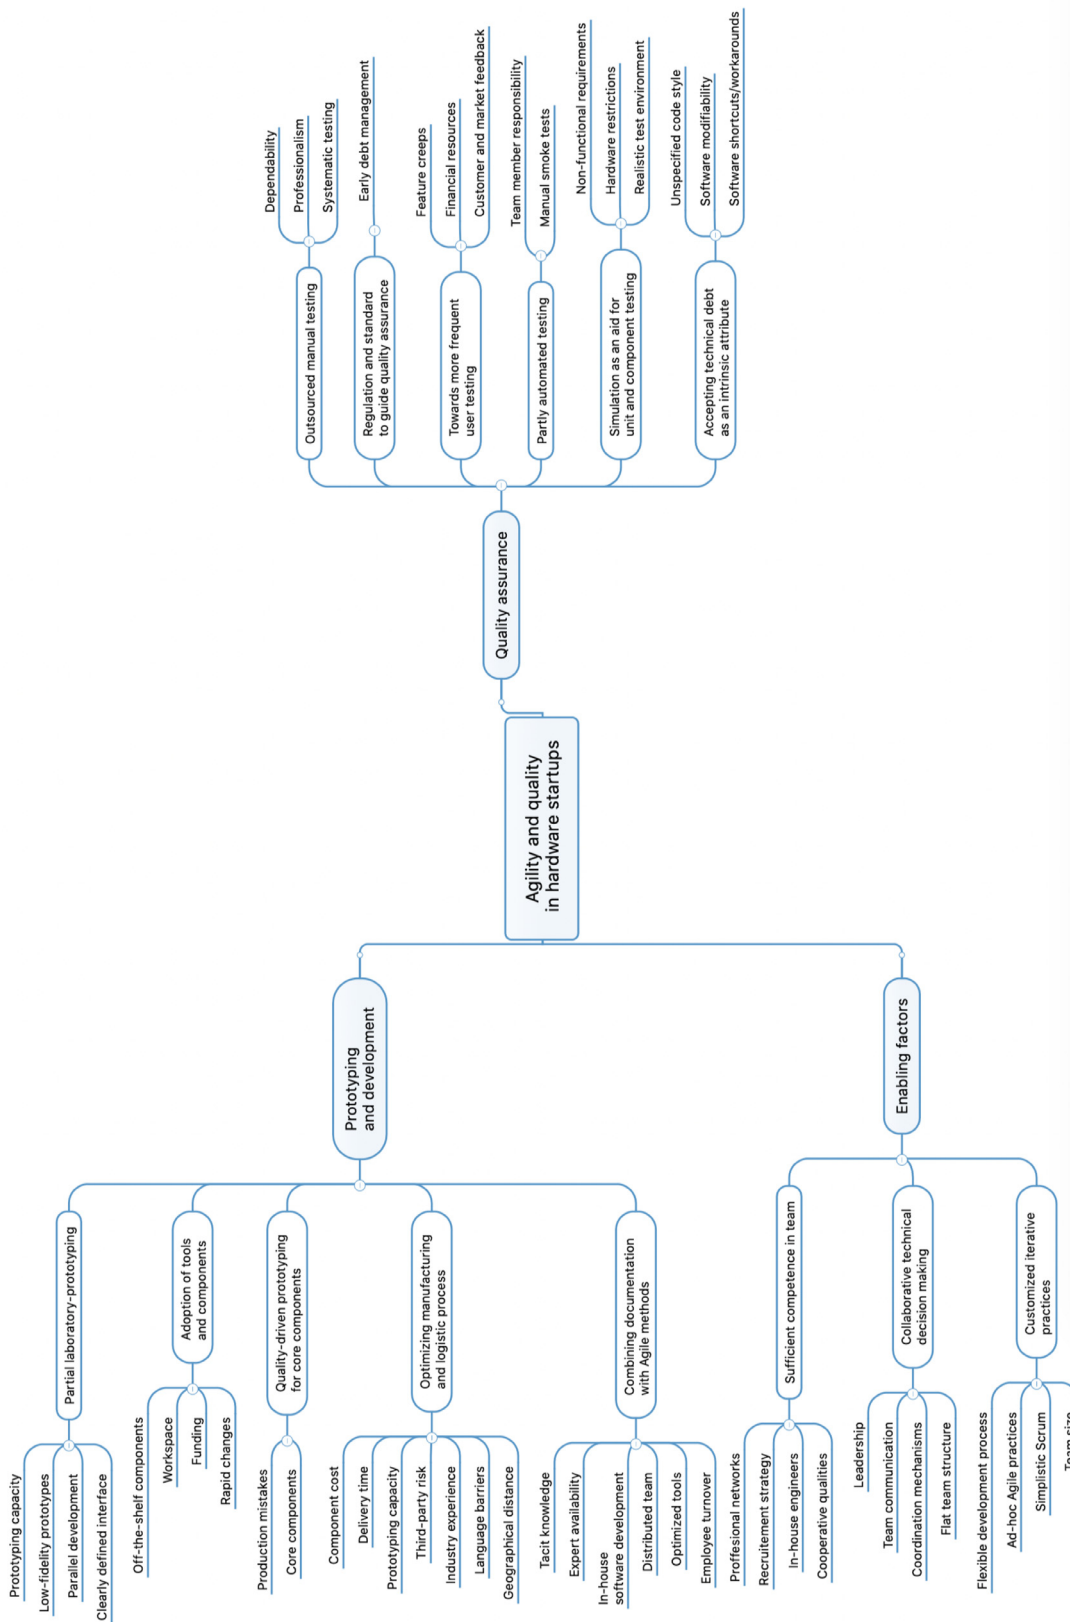 Agility and quality
in hardware startups
Prototyping
and development
Partial laboratory-prototyping
Prototyping capacity
Low-fidelity prototypes
Parallel development
Clearly defined interface
Adoption of tools
and components
Off-the-shelf components
Workspace
Funding
Rapid changes
Quality-driven prototyping
for core components
Production mistakes
Core components
Optimizing manufacturing
and logistic process
Component cost
Delivery time
Prototyping capacity
Third-party risk
Industry experience
Language barriers
Geographical distance
Combining documentation
with Agile methods
Tacit knowledge
Expert availability
In-house
software development
Distributed team
Optimized tools
Employee turnover
Enabling factors
Sufficient competence in team
Proffesional networks
Recruitement strategy
In-house engineers
Cooperative qualities
Collaborative technical
decision making
Leadership
Team communication
Coordination mechanisms
Flat team structure
Customized iterative
practices
Flexible development process
Ad-hoc Agile practices
Simplistic Scrum
Team size
Quality assurance
Outsourced manual testing
Dependability
Professionalism
Systematic testing
Regulation and standard
to guide quality assurance
Early debt management
Towards more frequent
user testing
Feature creeps
Financial resources
Customer and market feedback
Partly automated testing
Team member responsibility
Manual smoke tests
Simulation as an aid for
unit and component testing
Non-functional requirements
Hardware restrictions
Realistic test environment
Accepting technical debt
as an intrinsic attribute
Unspecified code style
Software modifiability
Software shortcuts/workarounds